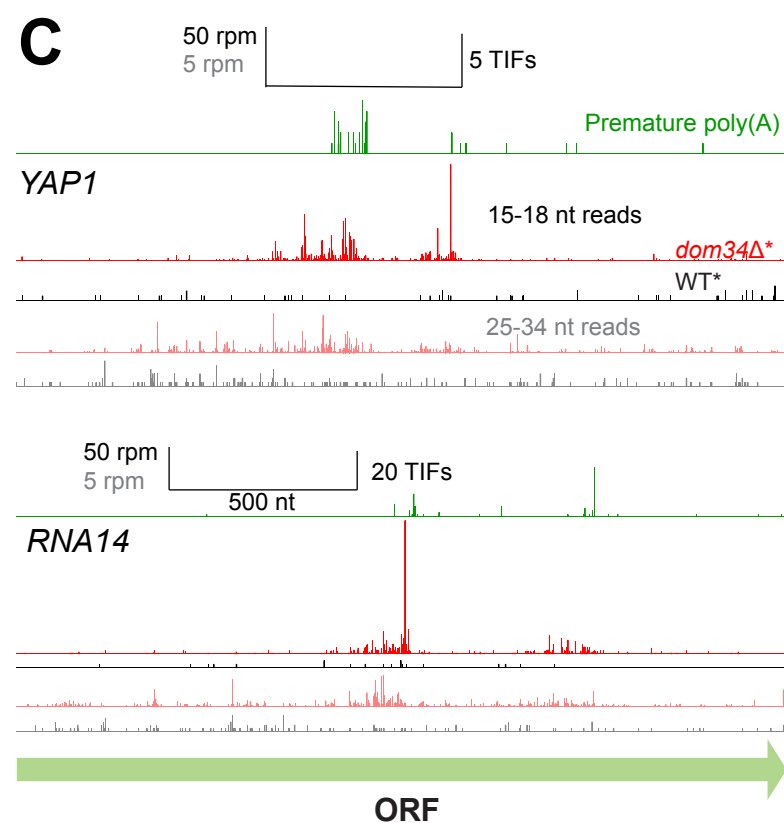 C
50 rpm
5 rpm
5 TIFs
Premature poly(A)
YAP1
15-18 nt reads
dom34Δ*
WT*
25-34 nt reads
50 rpm
5 rpm
20 TIFs
500 nt
RNA14
ORF